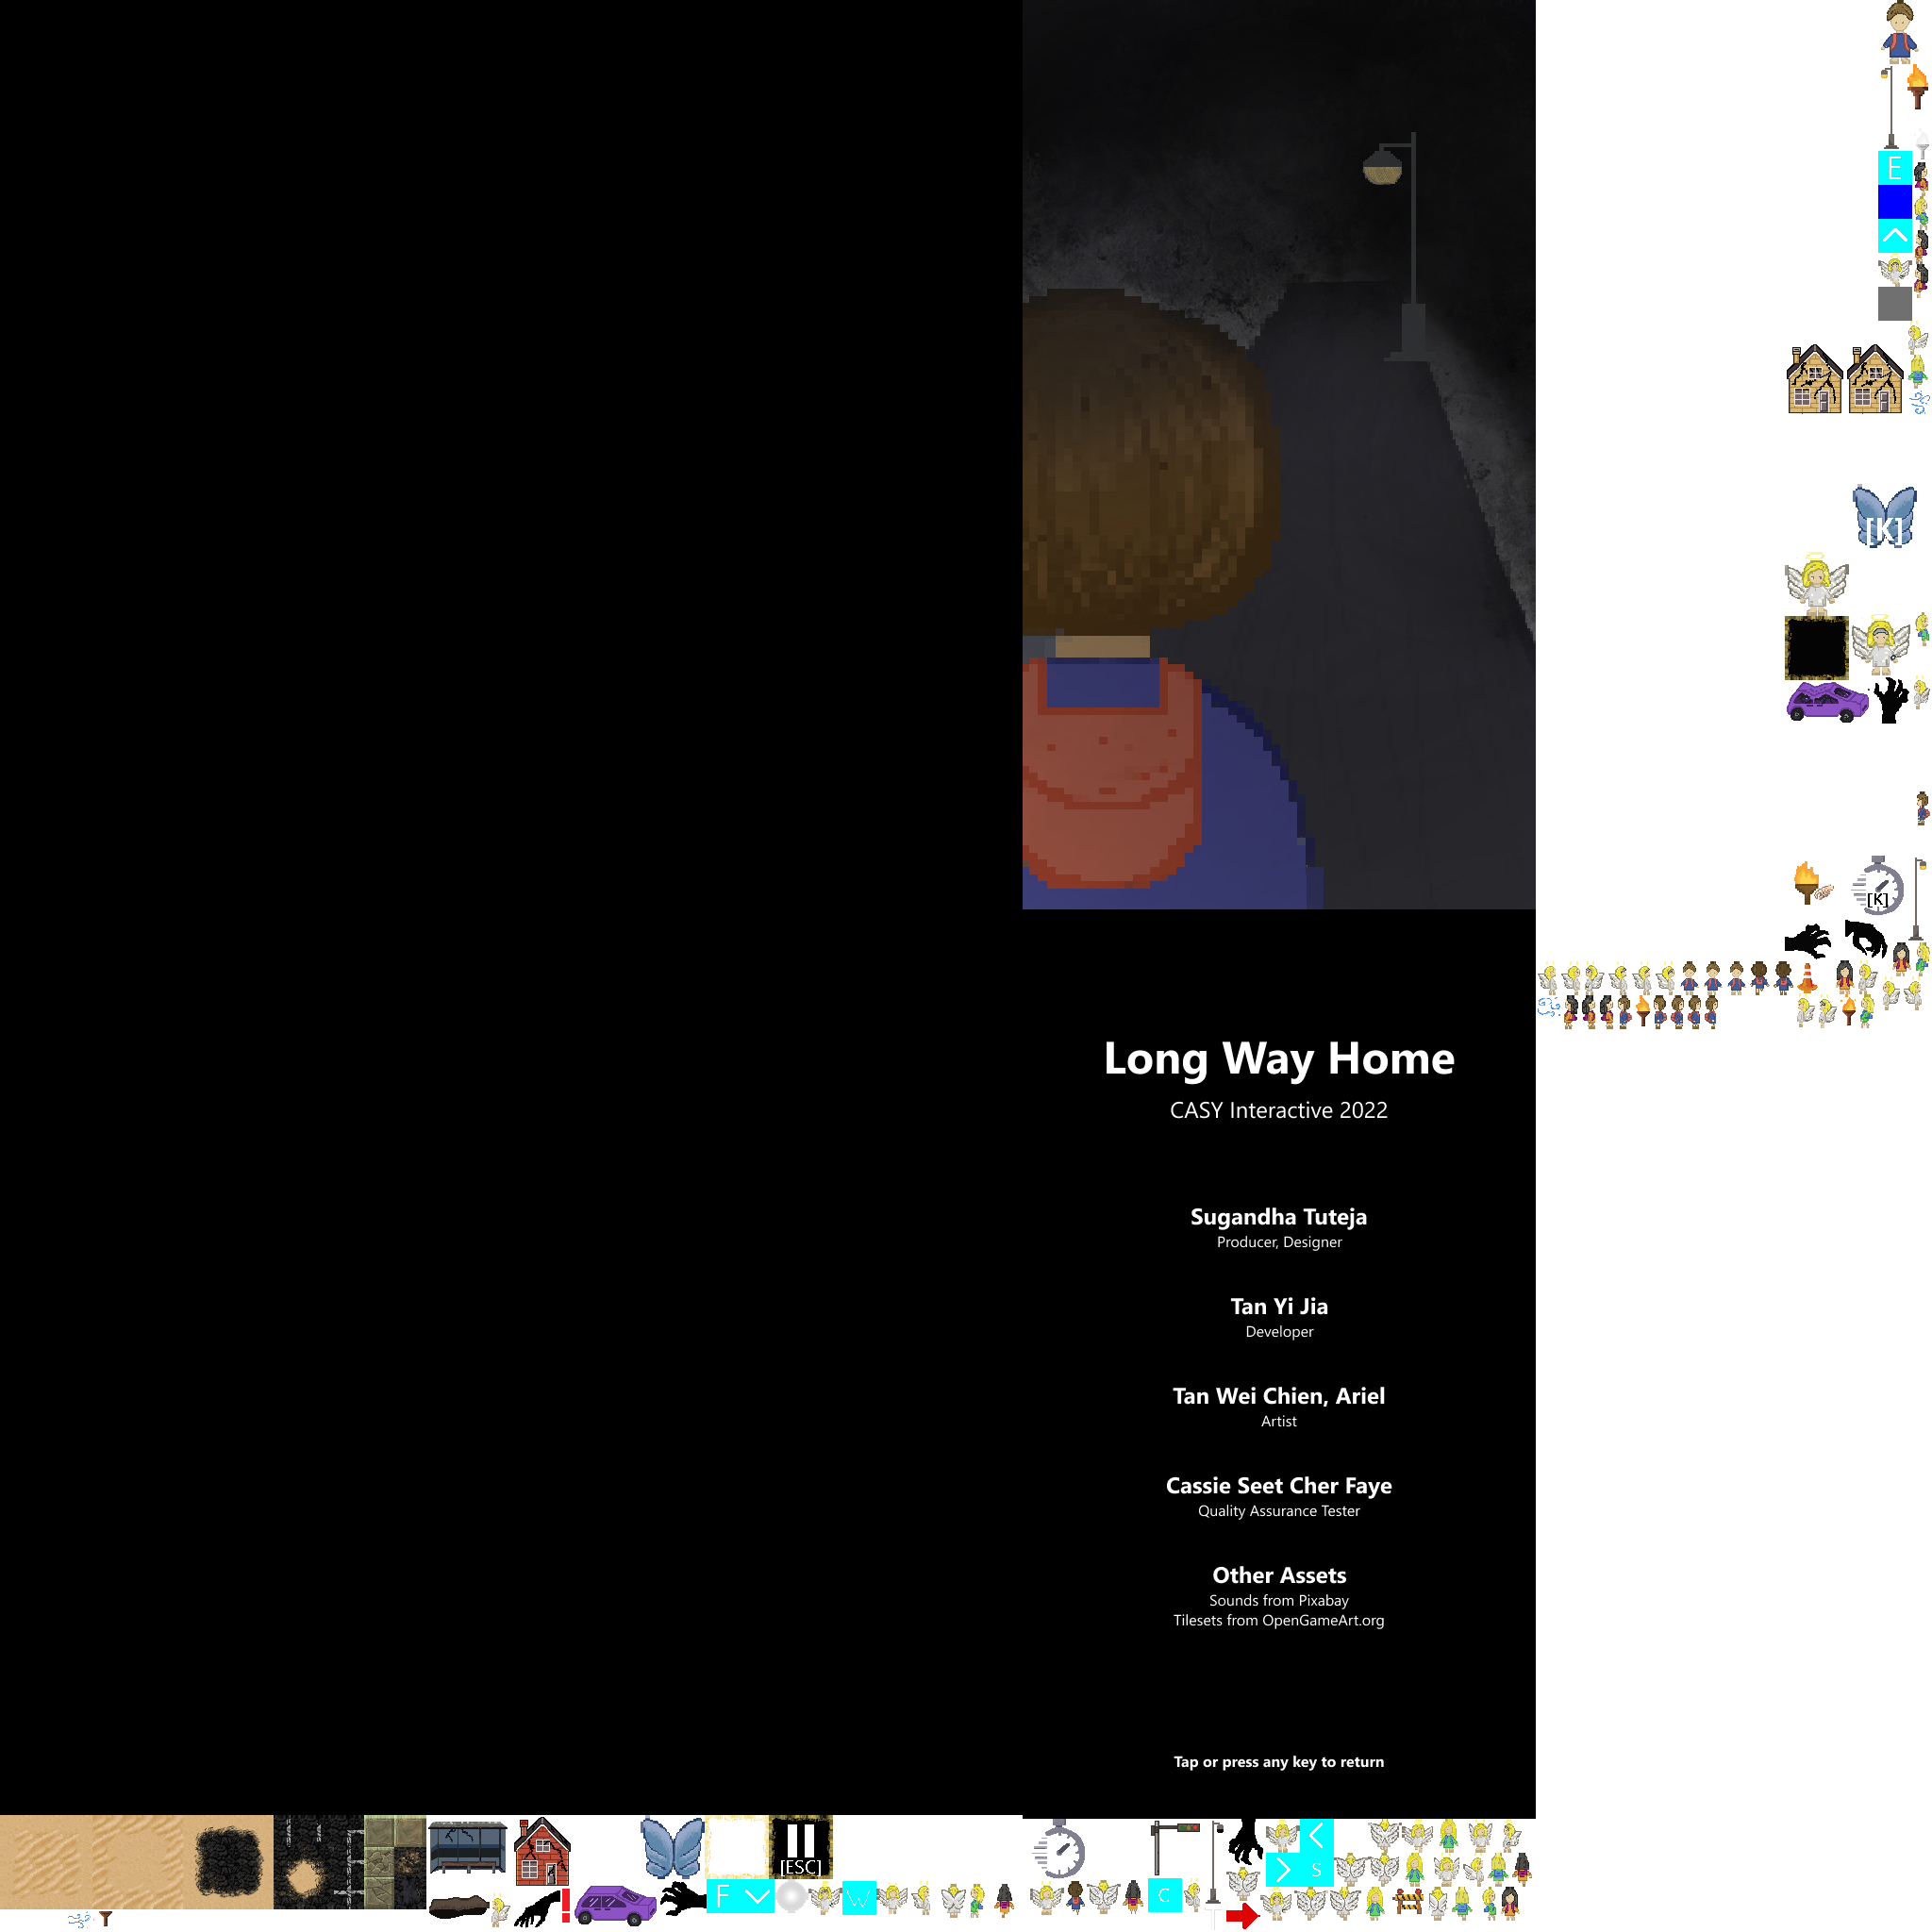 E
[K]
[K]
Long Way Home
CASY Interactive 2022
Sugandha Tuteja
Producer, Designer
Tan Yi Jia
Developer
Tan Wei Chien, Ariel
Artist
Cassie Seet Cher Faye
Quality Assurance Tester
Other Assets
Sounds from Pixabay
Tilesets from OpenGameArt.org
Tap or press any key to return
[ESC]
F
W
C
S
!